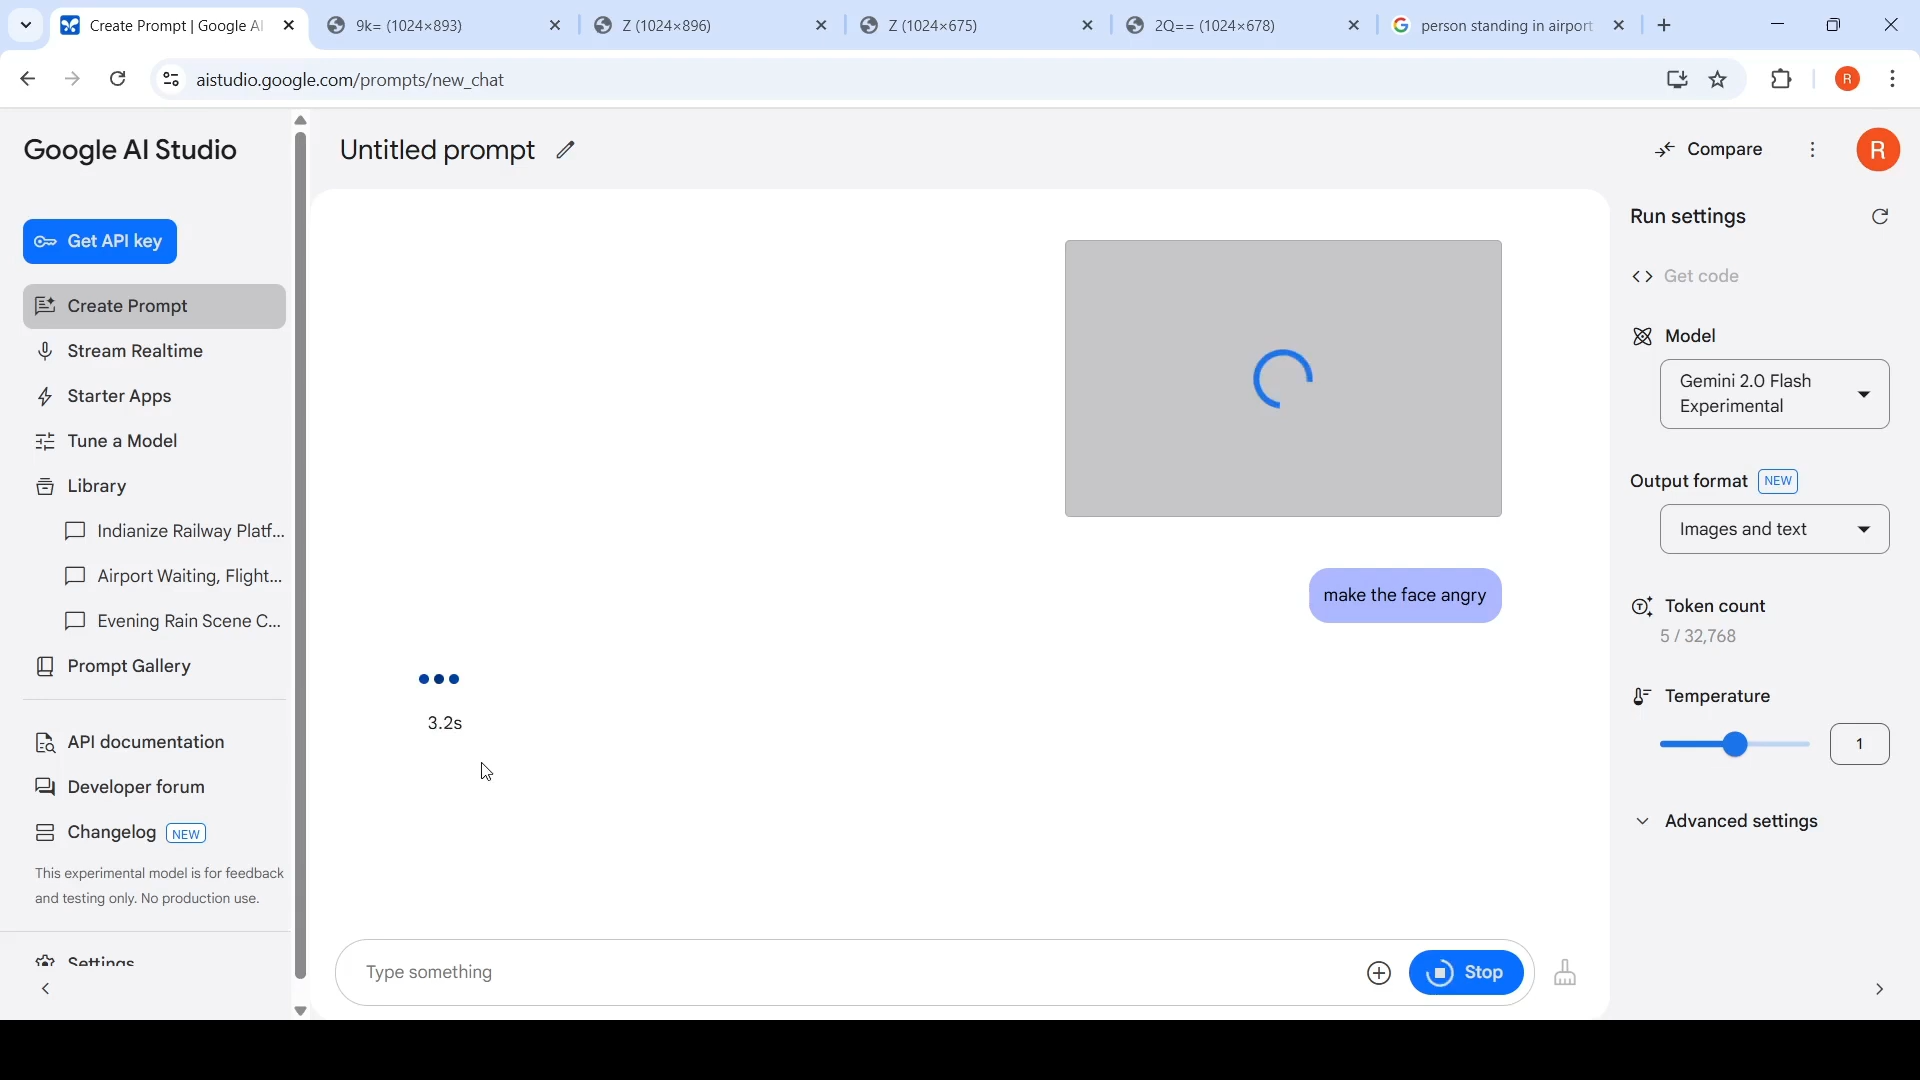 Create Prompt | Google AI
9k= (1024×893)
Z (1024×896)
Z (1024×675)
2Q== (1024×678)
person standing in airport
aistudio.google.com/prompts/new_chat
R
Google AI Studio
Untitled prompt
Compare
R
Get API key
Run settings
Create Prompt
Get code
Stream Realtime
Model
Starter Apps
Gemini 2.0 Flash
Experimental
Tune a Model
Library
Output format NEW
Indianize Railway Platf...
Images and text
Airport Waiting, Flight...
make the face angry
Evening Rain Scene C...
Token count
5 / 32,768
Prompt Gallery
Temperature
3.2s
1
API documentation
Developer forum
Changelog NEW
Advanced settings
This experimental model is for feedback
and testing only. No production use.
Settings
Type something
Stop